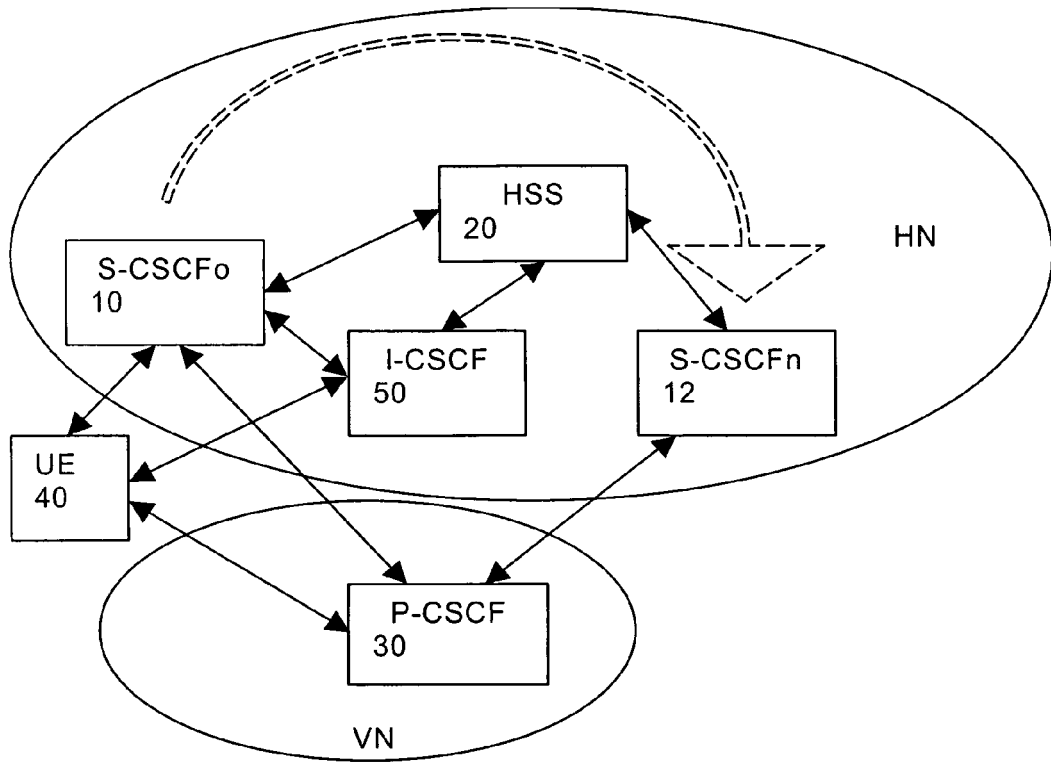 HSS
20
HN
S-CSCFo
10
I-CSCF
50
S-CSCFn
12
UE
40
P-CSCF
30
VN